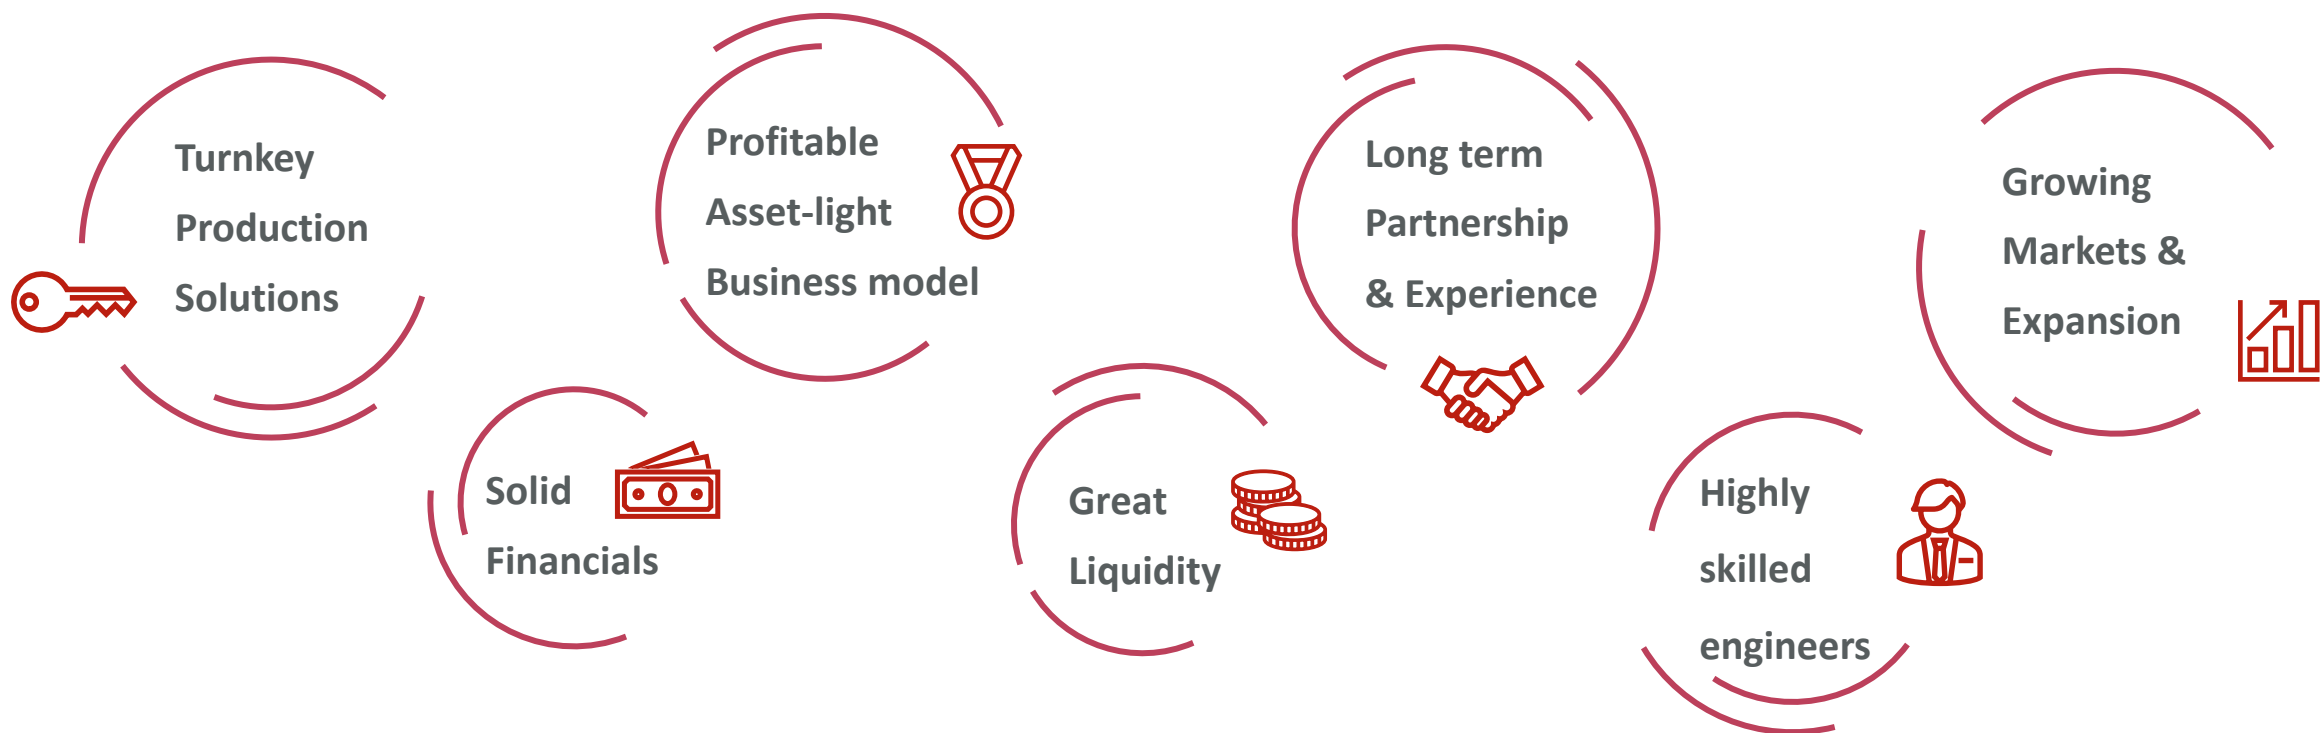 Turnkey
Production
Solutions
Solid
Financials
Profitable
Asset-light
Business model
Great
Liquidity
Long term
Partnership
& Experience
Highly
skilled
engineers
Growing
Markets &
Expansion